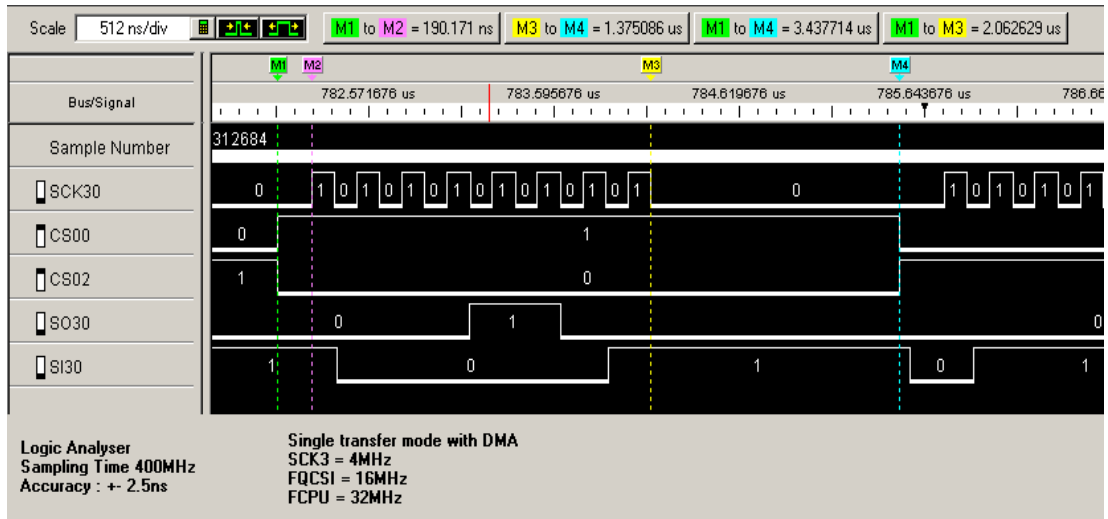 Scale 512 ns/div M1 to M2 = 190.171 ns M3 to M4 = 1.375086 us M1 to M4 = 3.437714 us M1 to M3 = 2.062629 us
M1 M2 M3 M4
Bus/Signal 782.571676 us 783.595676 us 784.619676 us 785.643676 us 786.66
Sample Number 312684
SCK30 0 1 0 1 0 1 0 1 0 1 0 1 0 1 0 1 0 1 0 1 0 1
CS00 0 1
CS02 1 0
SO30 0 1 0
SI30 1 0 1 0 1
Logic Analyser
Sampling Time 400MHz
Accuracy : +- 2.5ns
Single transfer mode with DMA
SCK3 = 4MHz
FQCSI = 16MHz
FCPU = 32MHz